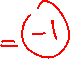 = -1